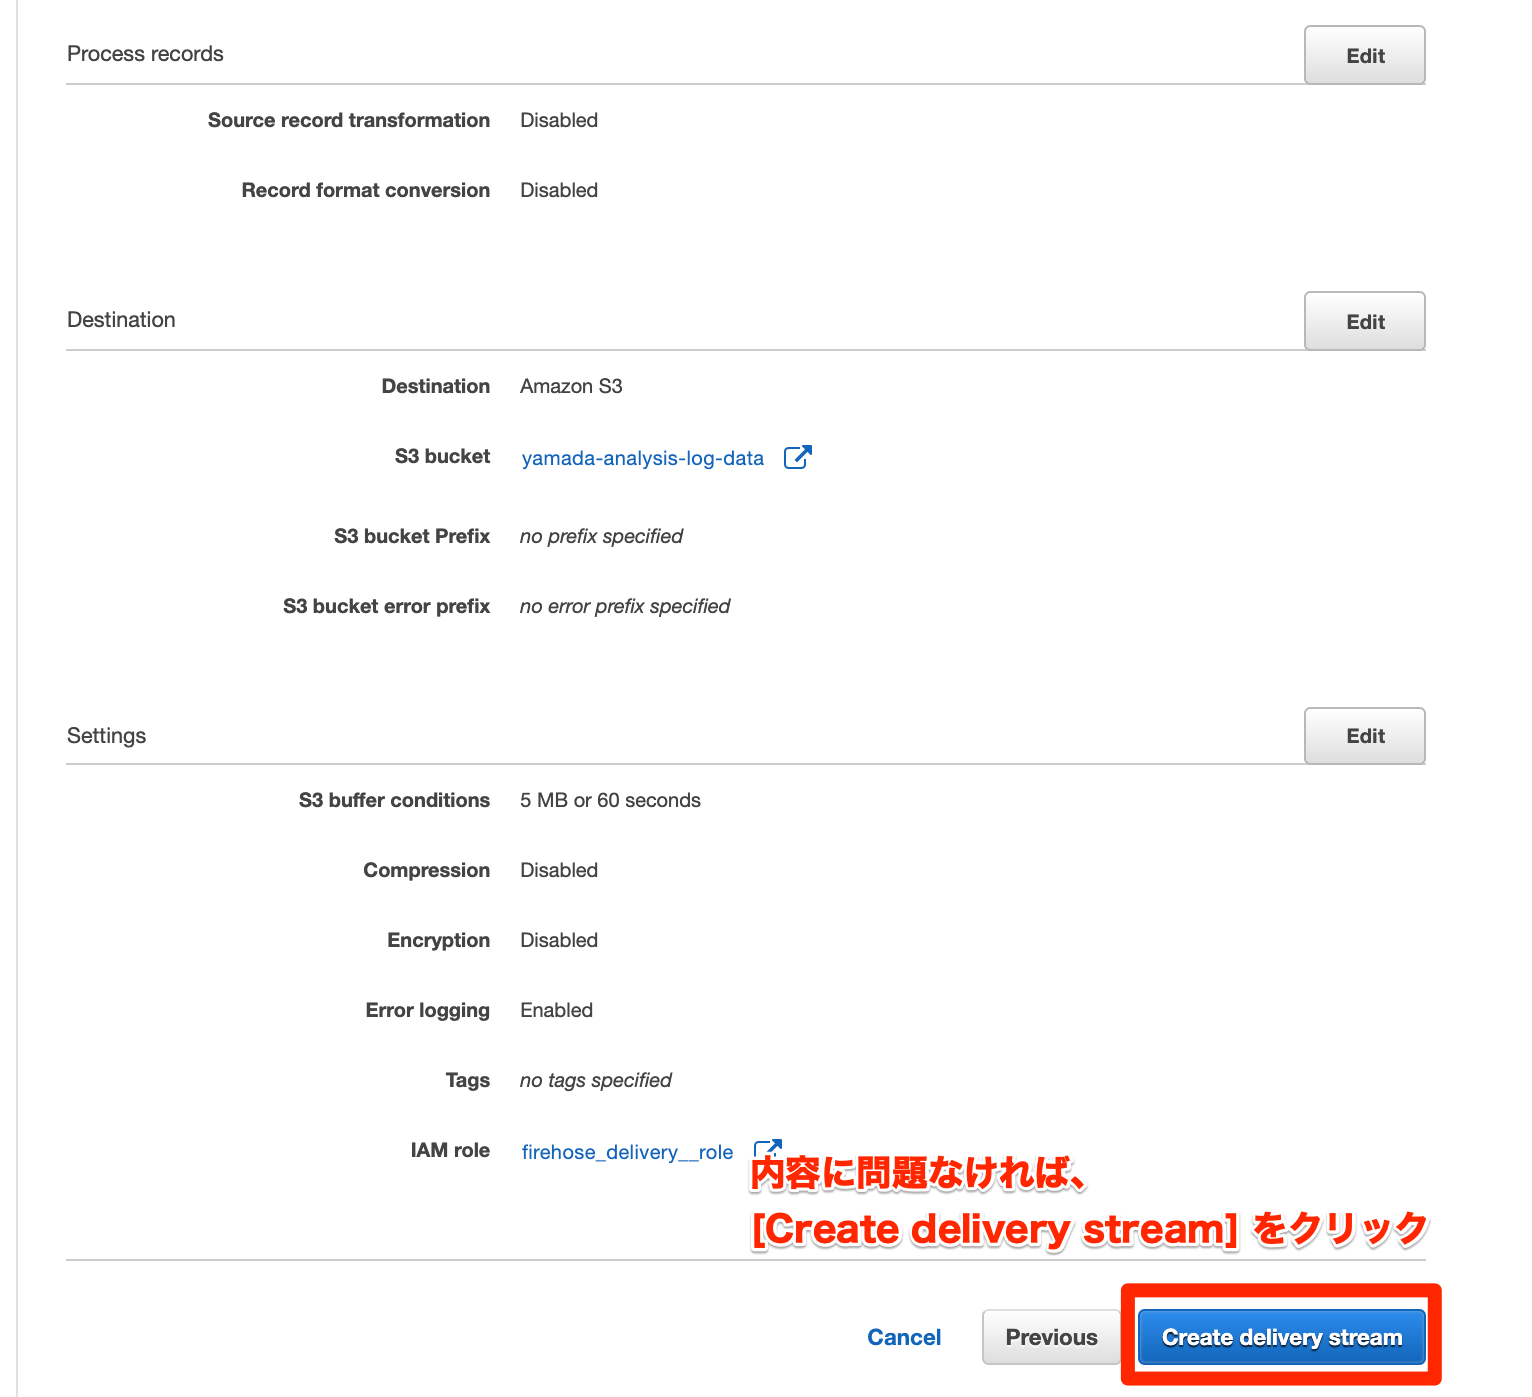 Process records
Edit
Source record transformation Disabled
Record format conversion Disabled
Destination
Edit
Destination Amazon S3
S3 bucket yamada-analysis-log-data
S3 bucket Prefix no prefix specified
S3 bucket error prefix no error prefix specified
Settings
Edit
S3 buffer conditions 5 MB or 60 seconds
Compression Disabled
Encryption Disabled
Error logging Enabled
Tags no tags specified
IAM role firehose_delivery__role
内容に問題なければ、
[Create delivery stream] をクリック
Cancel Previous Create delivery stream